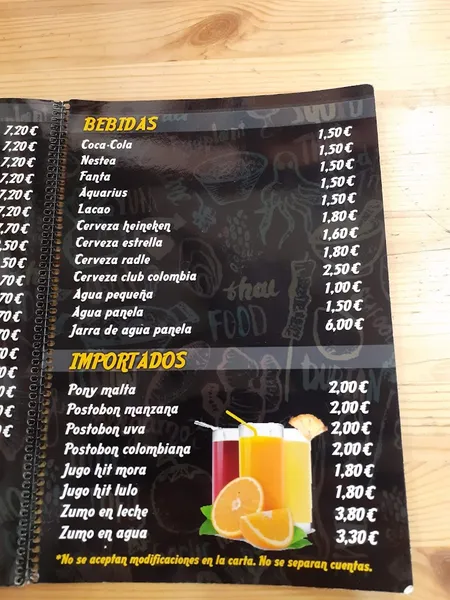 7,20€
7,20€
7,20€
7,20€
7,20€
7,20€
BEBIDAS
Coca-Cola 1,50€
Nestea 1,50€
Fanta 1,50€
Aquarius 1,50€
Lacao 1,50€
Cerveza heineken 1,80€
Cerveza estrella 1,60€
Cerveza radle 1,80€
Cerveza club colombia 2,50€
Agua pequeña 1,00€
Agua panela 1,50€
Jarra de agua panela 6,00€
IMPORTADOS
Pony malta 2,00€
Postobon manzana 2,00€
Postobon uva 2,00€
Postobon colombiana 2,00€
Jugo hit mora 1,80€
Jugo hit lulo 1,80€
Zumo en leche 3,80€
Zumo en agua 3,30€
*No se aceptan modificaciones en la carta. No se separan cuentas.